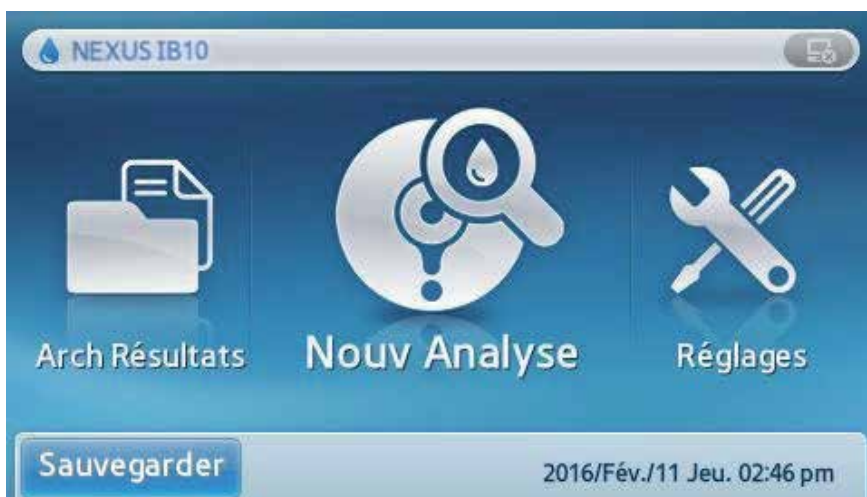 NEXUS IB10
Arch Résultats
Nouv Analyse
Réglages
Sauvegarder
2016/Fév./11 Jeu. 02:46 pm